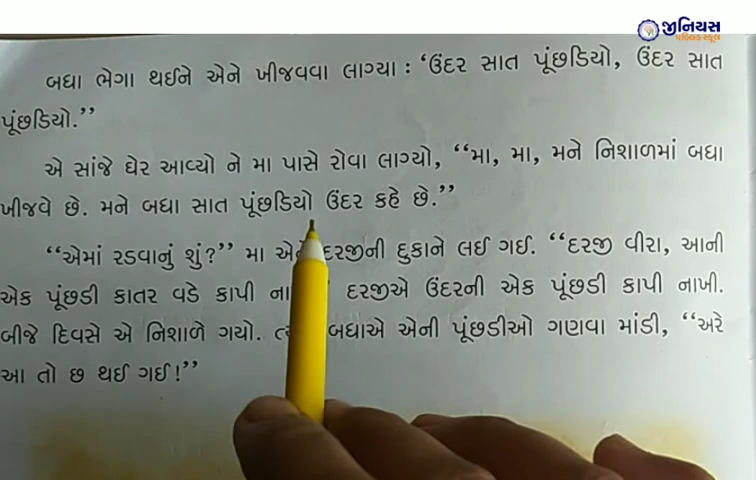 જીનિયસ
પબ્લિક સ્કૂલ
બધા ભેગા થઈને એને ખીજવવા લાગ્યા : ‘ઉંદર સાત પૂંછડિયો, ઉંદર સાત
પૂંછડિયો.’’
એ સાંજે ઘેર આવ્યો ને મા પાસે રોવા લાગ્યો, ‘‘મા, મા, મને નિશાળમાં બધા
ખીજવે છે. મને બધા સાત પૂંછડિયો ઉંદર કહે છે.’’
‘‘એમાં રડવાનું શું?’’ મા દરજીની દુકાને લઈ ગઈ. ‘‘દરજી વીરા, આની
એક પૂંછડી કાતર વડે કાપી દરજીએ ઉંદરની એક પૂંછડી કાપી નાખી.
બીજે દિવસે એ નિશાળે ગયો. બધાએ એની પૂંછડીઓ ગણવા માંડી, ‘‘અરે
આ તો છ થઈ ગઈ!’’